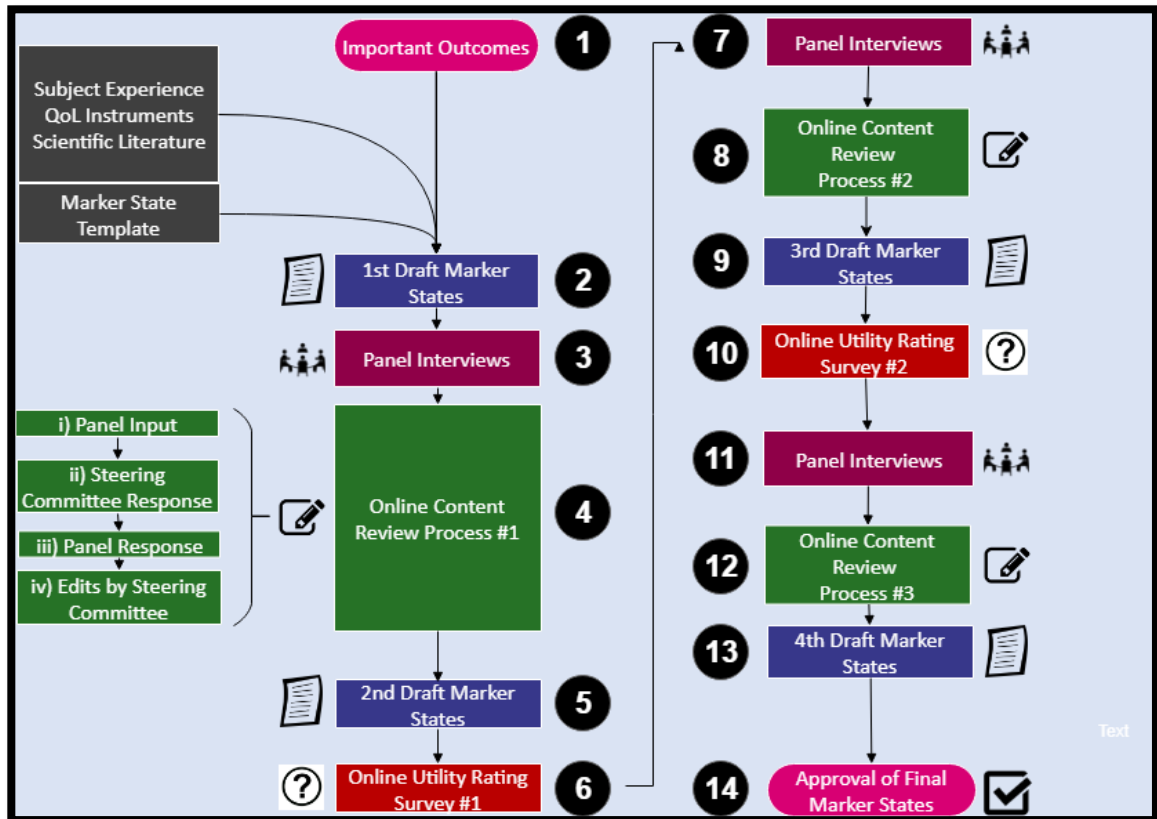 Important Outcomes
1
Subject Experience
QoL Instruments
Scientific Literature
Marker State
Template
1st Draft Marker
States
2
Panel Interviews
3
i) Panel Input
ii) Steering
Committee Response
iii) Panel Response
iv) Edits by Steering
Committee
Online Content
Review Process #1
4
2nd Draft Marker
States
5
Online Utility Rating
Survey #1
6
7
Panel Interviews
8
Online Content
Review
Process #2
9
3rd Draft Marker
States
10
Online Utility Rating
Survey #2
?
11
Panel Interviews
12
Online Content
Review
Process #3
13
4th Draft Marker
States
Text
14
Approval of Final
Marker States
?